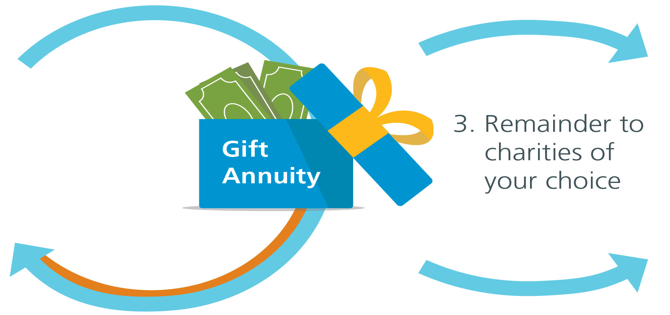 Gift
Annuity
3. Remainder to
charities of
your choice